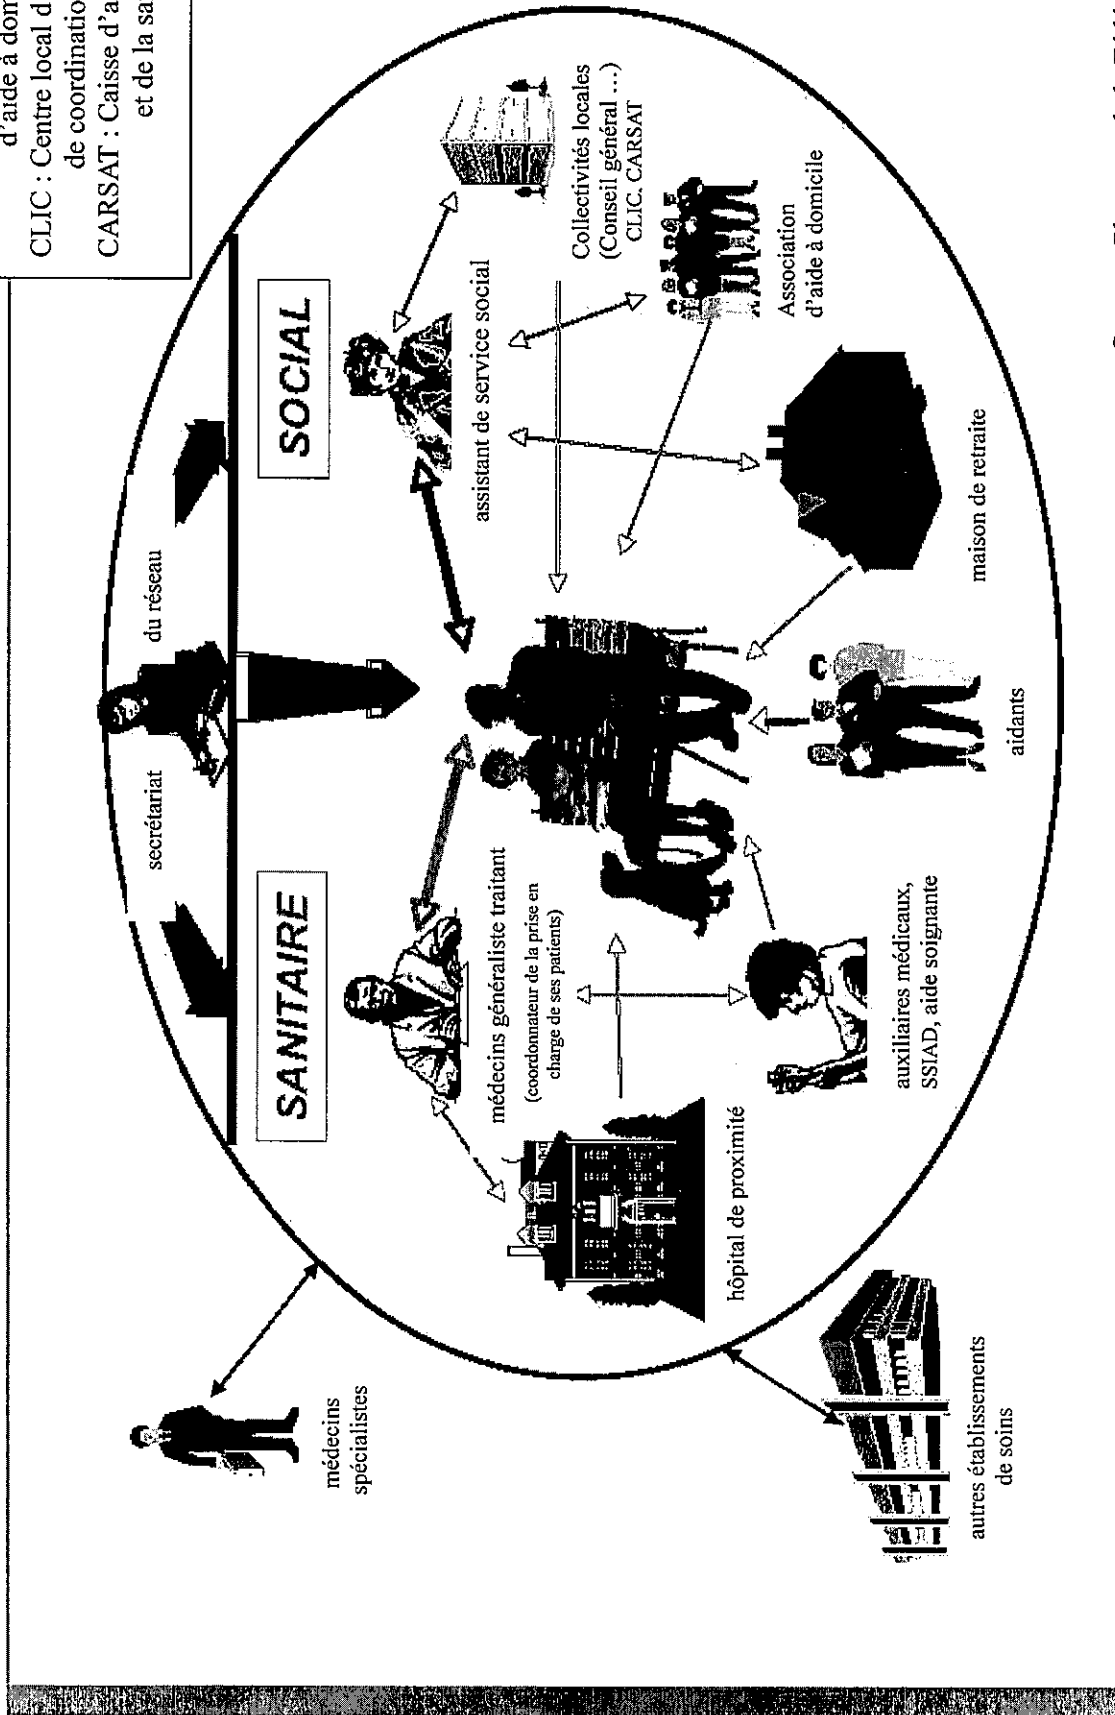 d'aide à dom
CLIC : Centre local d
de coordinatio
CARSAT : Caisse d'a
et de la sa
secrétariat
du réseau
SANITAIRE
SOCIAL
médecins
spécialistes
médecins généraliste traitant
(coordonnateur de la prise en
charge de ses patients)
assistant de service social
Collectivités locales
(Conseil général ...)
CLIC. CARSAT
hôpital de proximité
Association
d'aide à domicile
auxiliaires médicaux,
SSIAD, aide soignante
aidants
maison de retraite
autres établissements
de soins